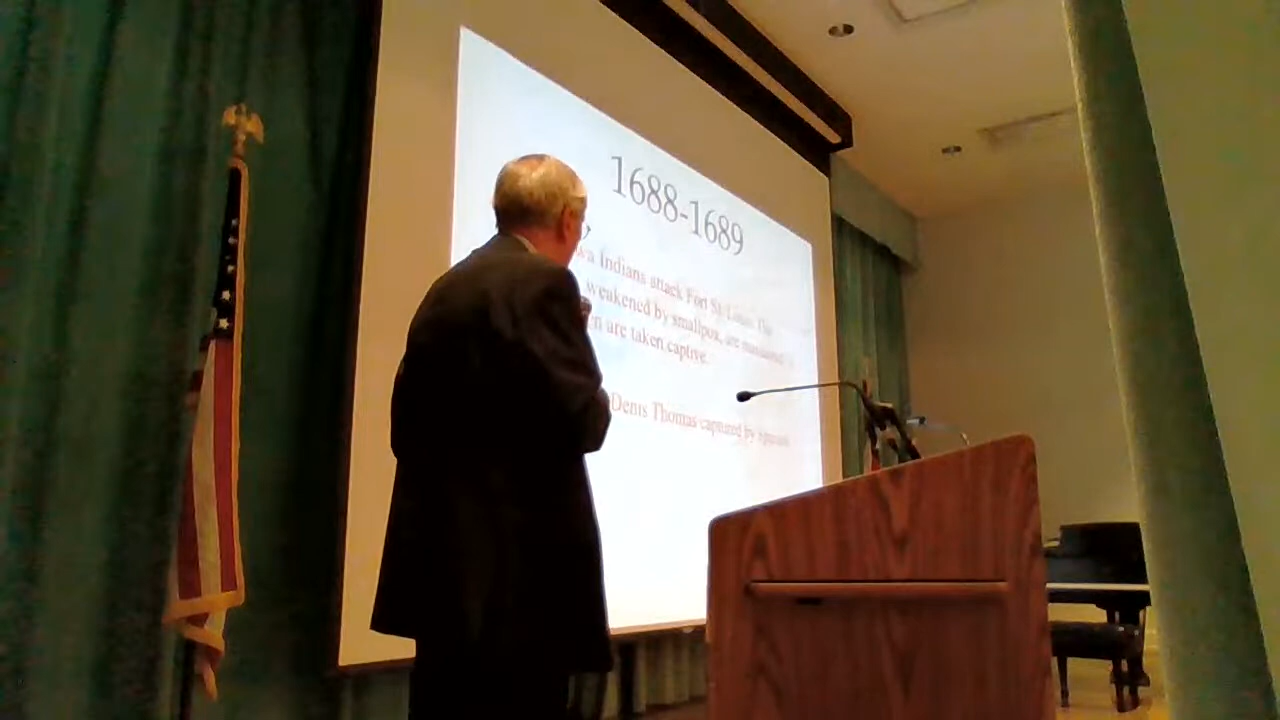 1688-1689
wa Indians attack Fort St. Louis. The
weakened by smallpox, are massacred
n are taken captive.
Denis Thomas captured by